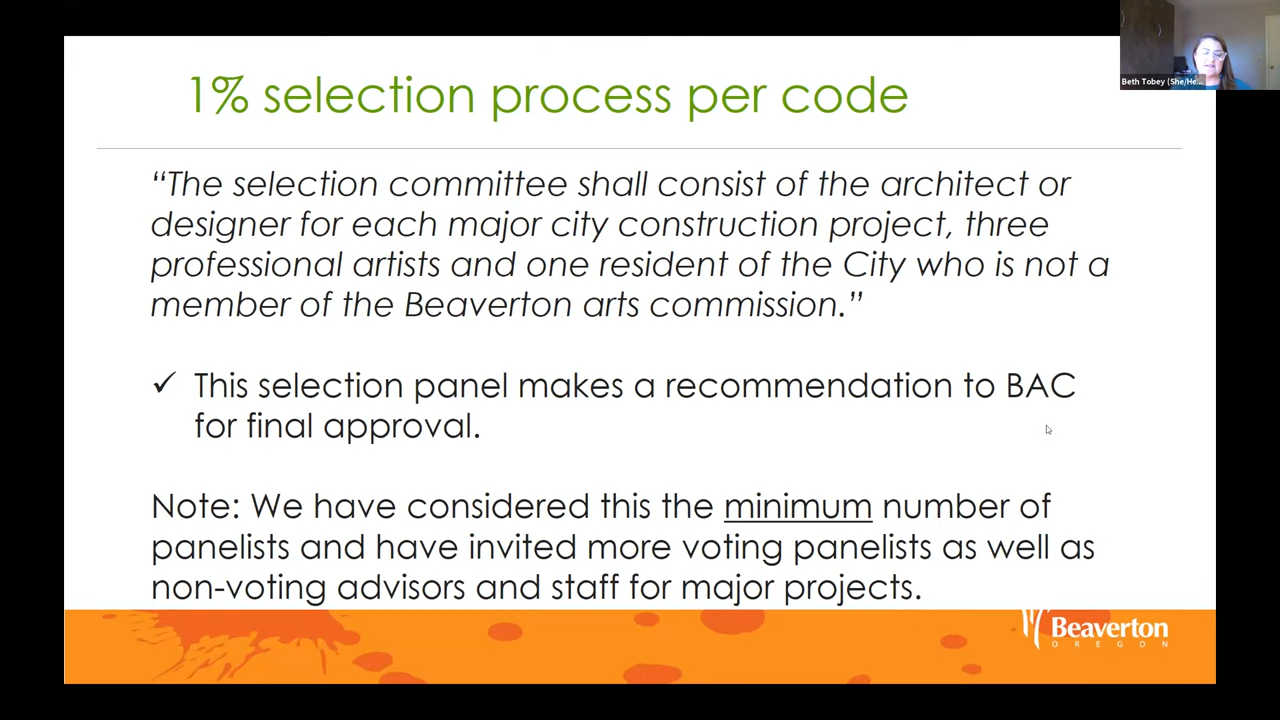 Beth Tobey (She/He...
1% selection process per code
“The selection committee shall consist of the architect or
designer for each major city construction project, three
professional artists and one resident of the City who is not a
member of the Beaverton arts commission.”
✓ This selection panel makes a recommendation to BAC
for final approval.
Note: We have considered this the minimum number of
panelists and have invited more voting panelists as well as
non-voting advisors and staff for major projects.
Beaverton
OREGON